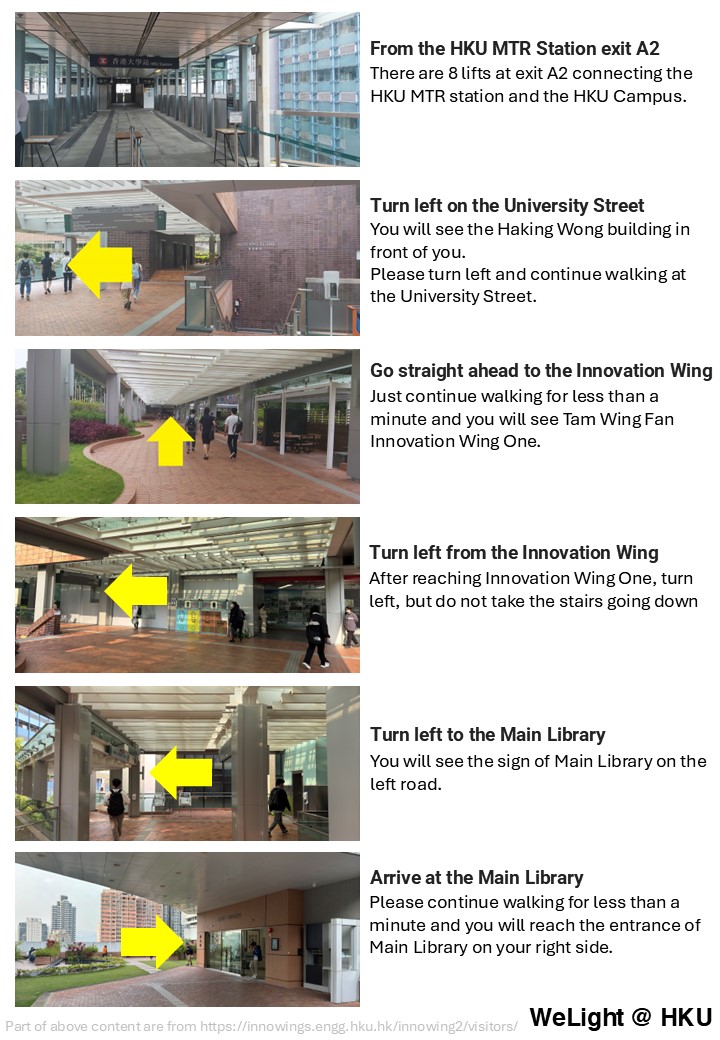 香港大學站 HKU Station
From the HKU MTR Station exit A2
There are 8 lifts at exit A2 connecting the
HKU MTR station and the HKU Campus.
Turn left on the University Street
You will see the Haking Wong building in
front of you.
Please turn left and continue walking at
the University Street.
Go straight ahead to the Innovation Wing
Just continue walking for less than a
minute and you will see Tam Wing Fan
Innovation Wing One.
Turn left from the Innovation Wing
After reaching Innovation Wing One, turn
left, but do not take the stairs going down
Turn left to the Main Library
You will see the sign of Main Library on the
left road.
Arrive at the Main Library
Please continue walking for less than a
minute and you will reach the entrance of
Main Library on your right side.
WeLight @ HKU
Part of above content are from https://innowings.engg.hku.hk/innowing2/visitors/